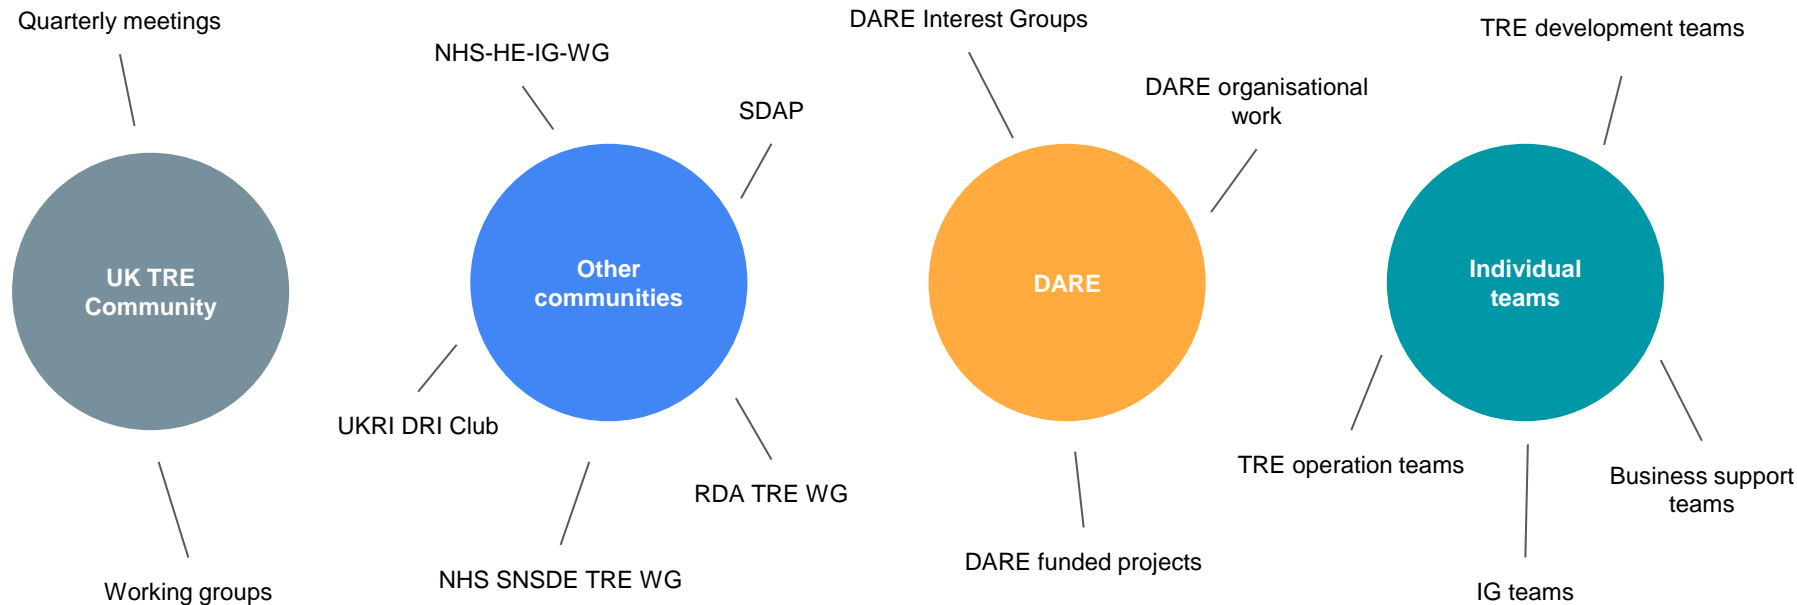 Quarterly meetings
UK TRE
Community
Working groups
NHS-HE-IG-WG
SDAP
Other
communities
UKRI DRI Club
RDA TRE WG
NHS SNSDE TRE WG
DARE Interest Groups
DARE organisational
work
DARE
DARE funded projects
TRE development teams
Individual
teams
TRE operation teams
Business support
teams
IG teams